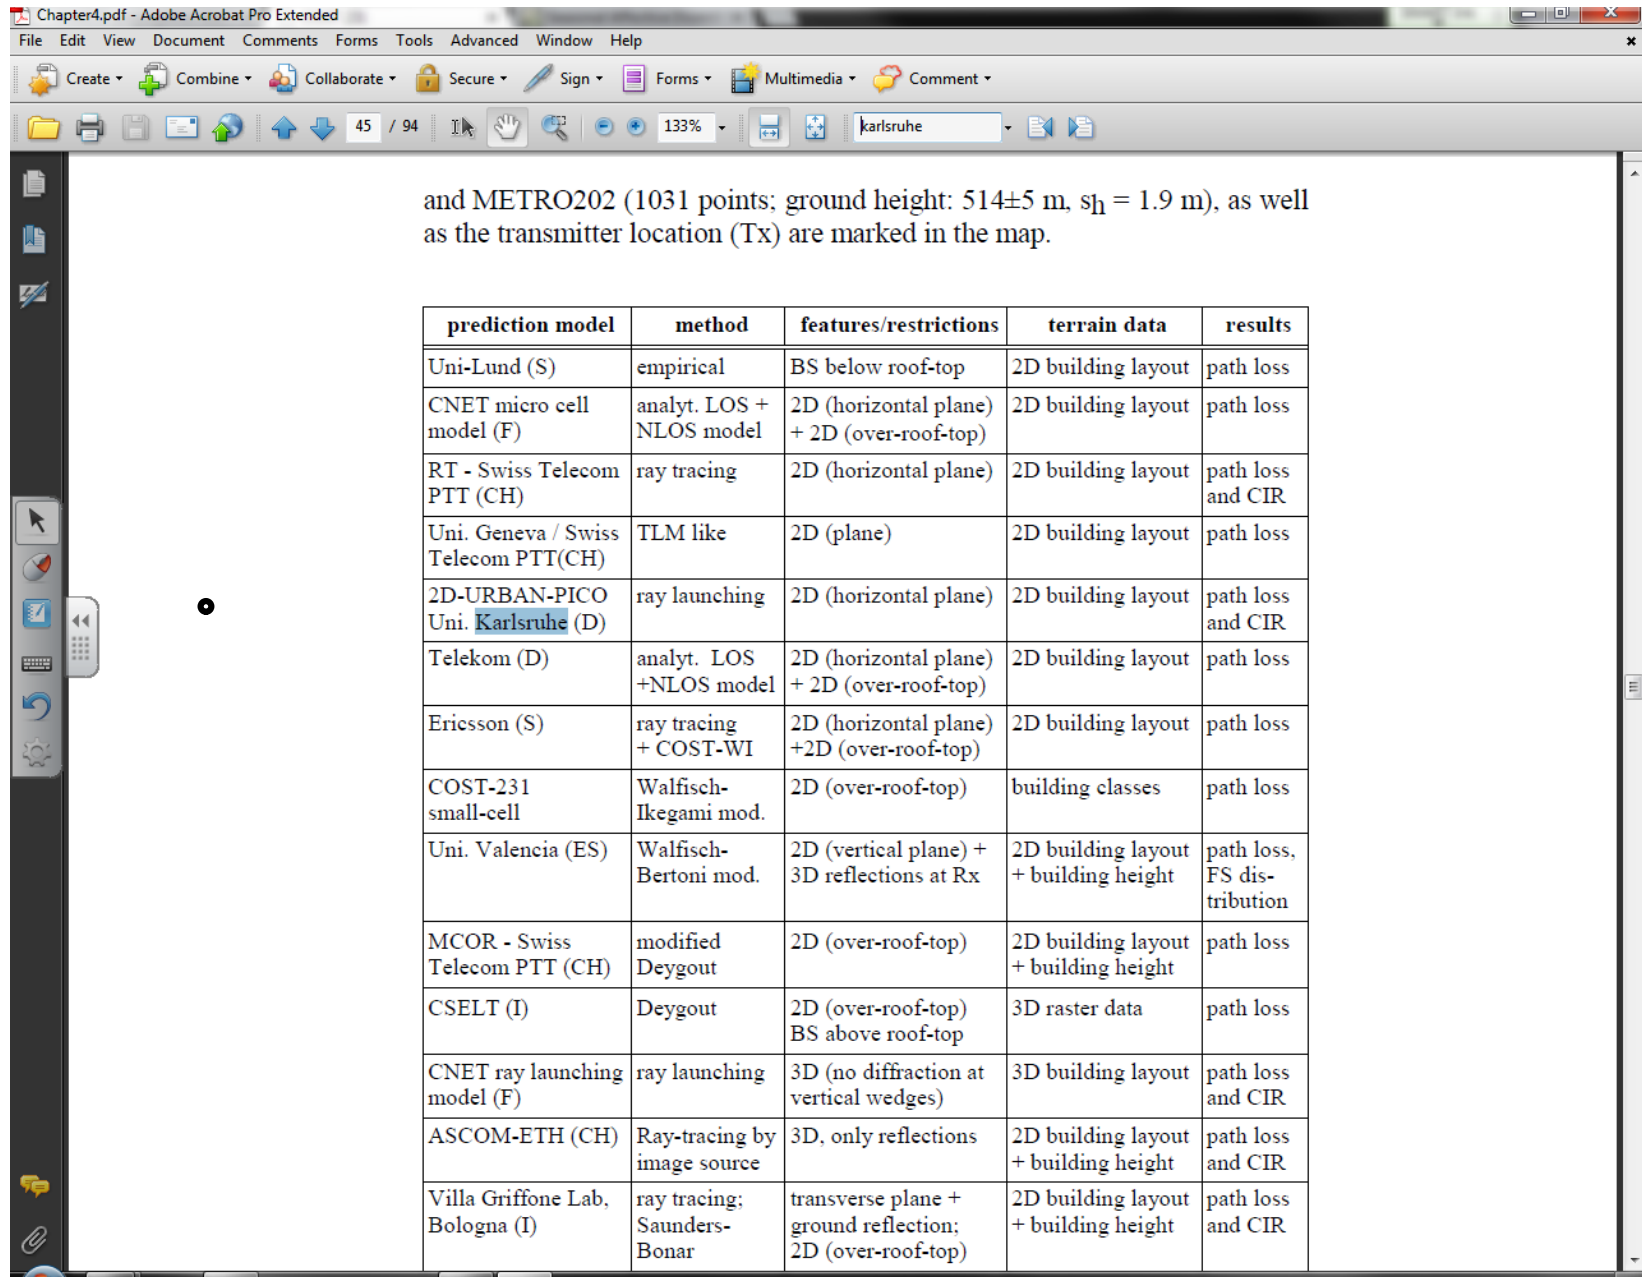 Chapter4.pdf - Adobe Acrobat Pro Extended
File Edit View Document Comments Forms Tools Advanced Window Help
Create Combine Collaborate Secure Sign Forms Multimedia Comment
45 / 94 133% karlsruhe
and METRO202 (1031 points; ground height: 514±5 m, sh = 1.9 m), as well
as the transmitter location (Tx) are marked in the map.
prediction model method features/restrictions terrain data results
Uni-Lund (S) empirical BS below roof-top 2D building layout path loss
CNET micro cell analyt. LOS + 2D (horizontal plane) 2D building layout path loss
model (F) NLOS model + 2D (over-roof-top)
RT - Swiss Telecom ray tracing 2D (horizontal plane) 2D building layout path loss
PTT (CH) and CIR
Uni. Geneva / Swiss TLM like 2D (plane) 2D building layout path loss
Telecom PTT(CH)
2D-URBAN-PICO ray launching 2D (horizontal plane) 2D building layout path loss
Uni. Karlsruhe (D) and CIR
Telekom (D) analyt. LOS 2D (horizontal plane) 2D building layout path loss
+NLOS model + 2D (over-roof-top)
Ericsson (S) ray tracing 2D (horizontal plane) 2D building layout path loss
+ COST-WI +2D (over-roof-top)
COST-231 Walfisch- 2D (over-roof-top) building classes path loss
small-cell Ikegami mod.
Uni. Valencia (ES) Walfisch- 2D (vertical plane) + 2D building layout path loss,
Bertoni mod. 3D reflections at Rx + building height FS dis-
tribution
MCOR - Swiss modified 2D (over-roof-top) 2D building layout path loss
Telecom PTT (CH) Deygout + building height
CSELT (I) Deygout 2D (over-roof-top) 3D raster data path loss
BS above roof-top
CNET ray launching ray launching 3D (no diffraction at 3D building layout path loss
model (F) vertical wedges) and CIR
ASCOM-ETH (CH) Ray-tracing by 3D, only reflections 2D building layout path loss
image source + building height and CIR
Villa Griffone Lab, ray tracing; transverse plane + 2D building layout path loss
Bologna (I) Saunders- ground reflection; + building height and CIR
Bonar 2D (over-roof-top)